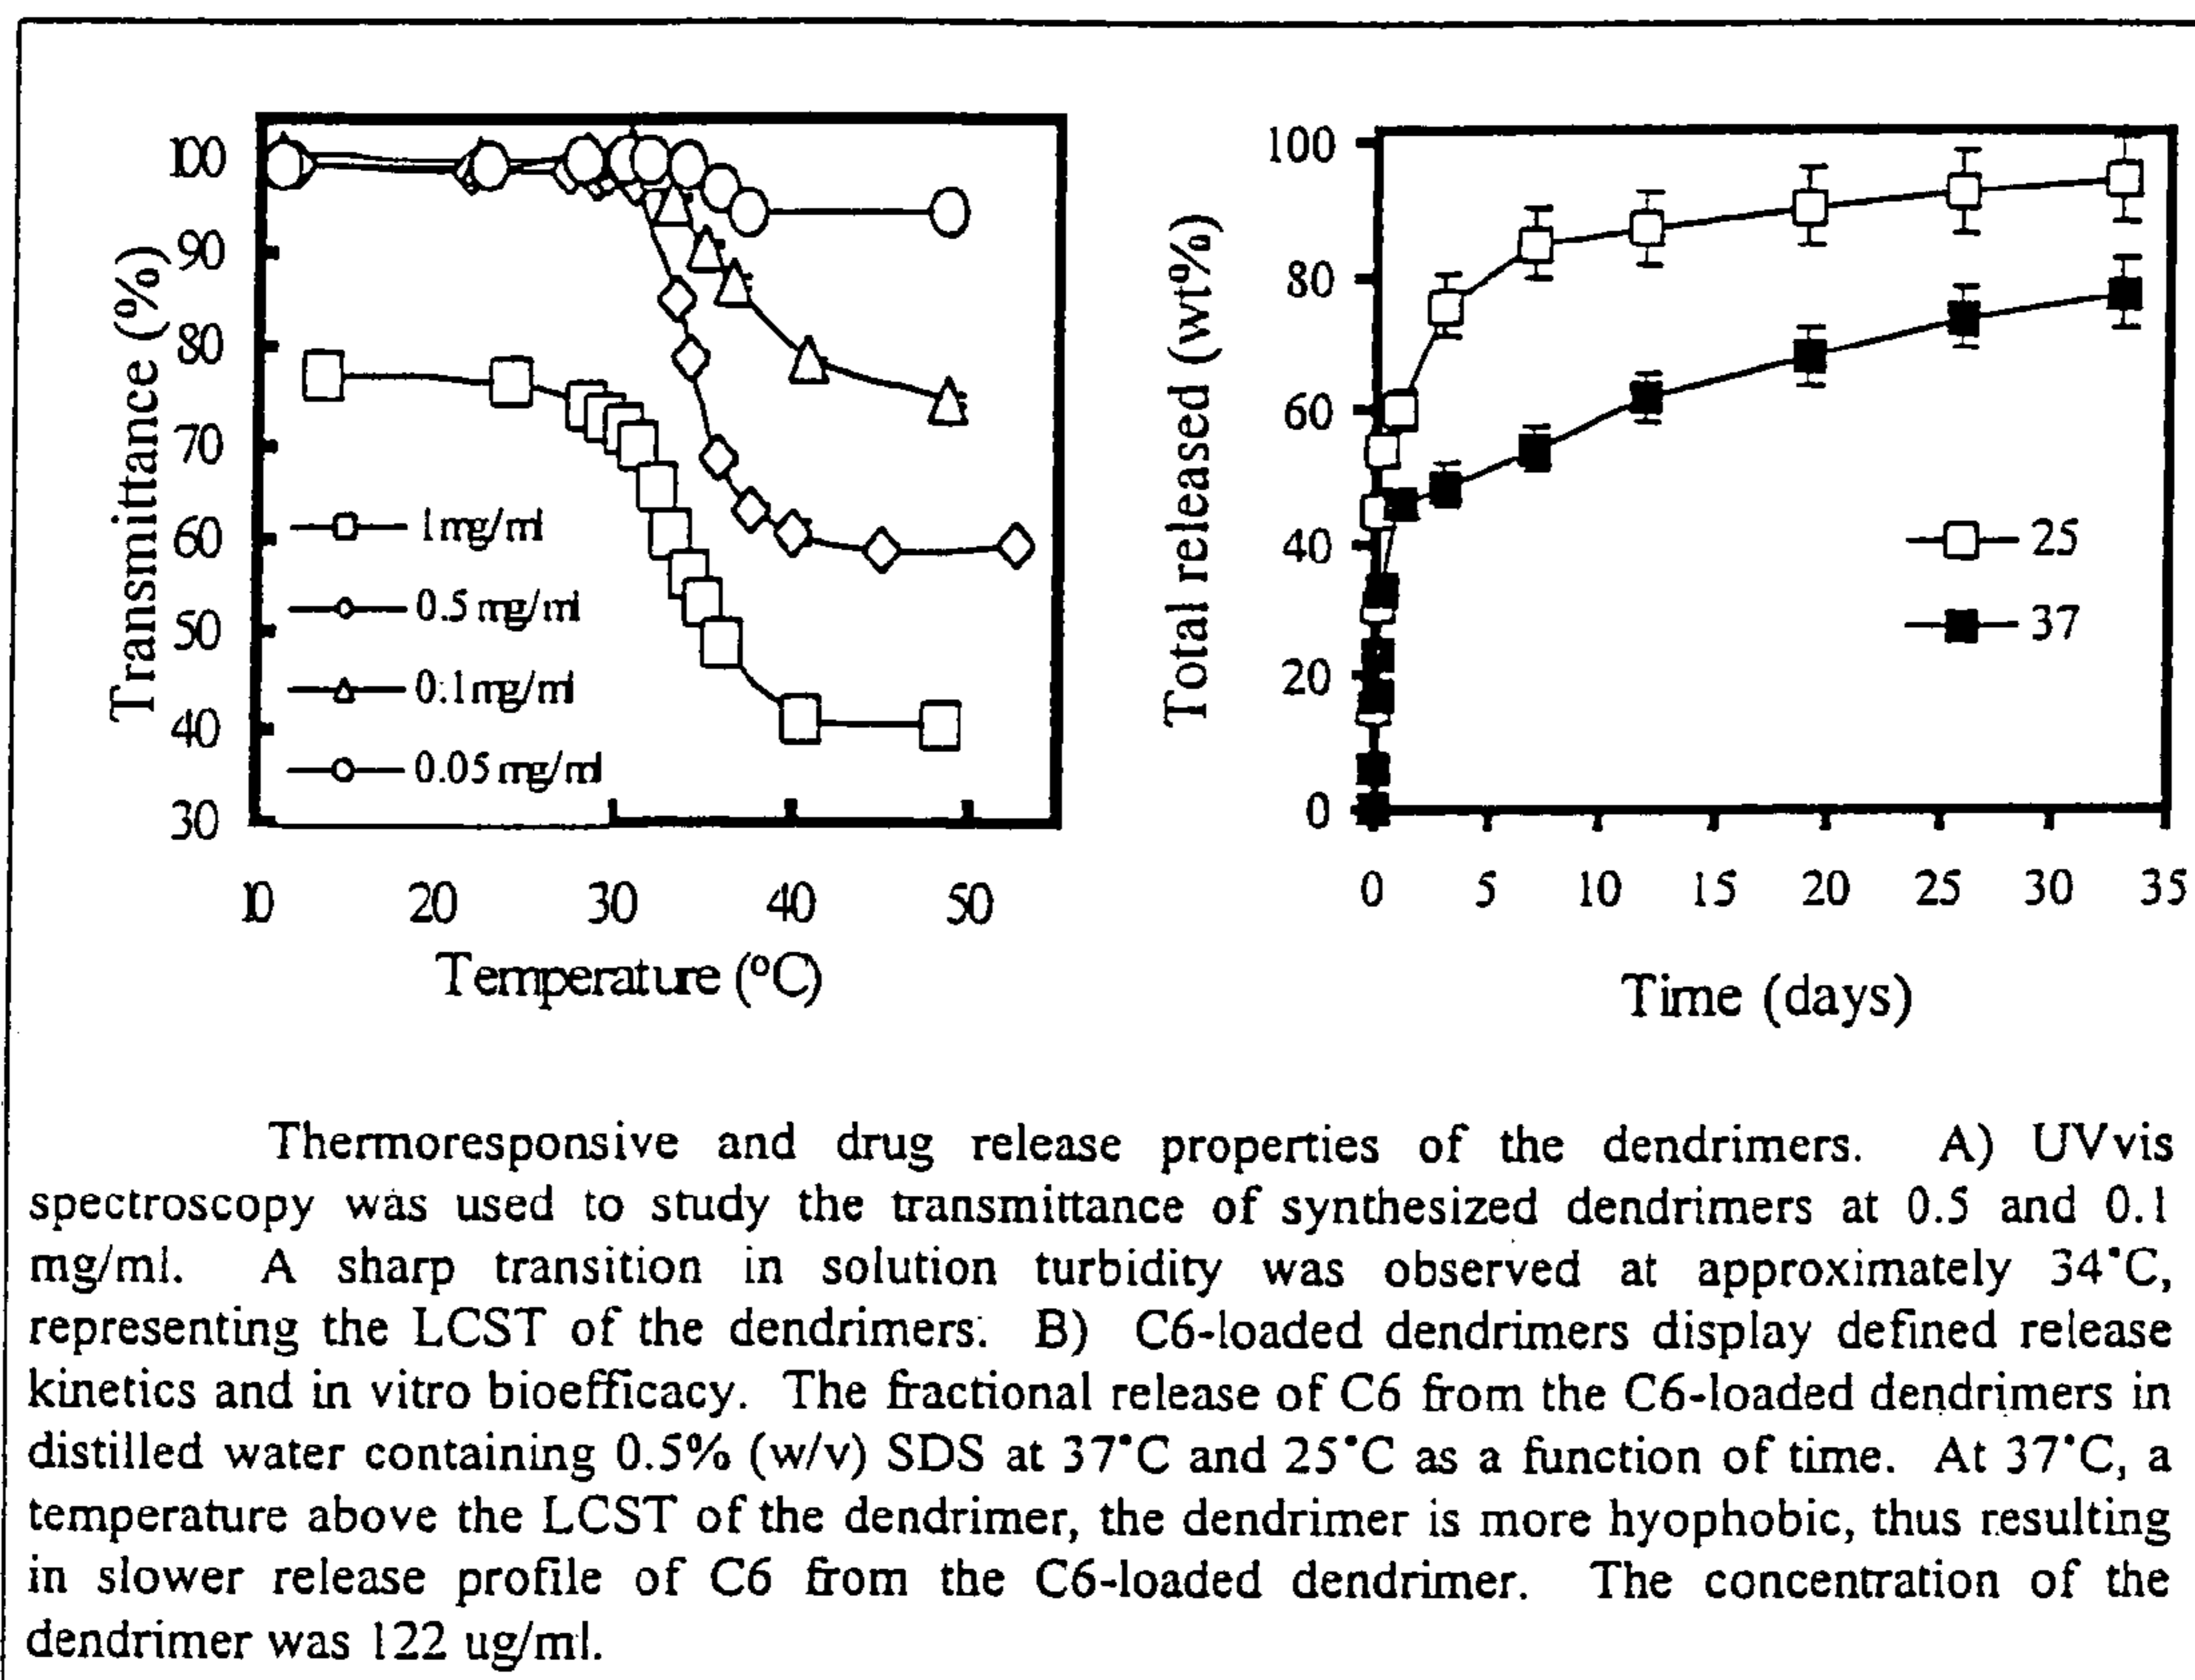 100
90
80
70
60
50
40
30
Transmittance (%)
1mg/ml
0.5 mg/ml
0.1mg/ml
0.05 mg/ml
10 20 30 40 50
Temperature (°C)
100
80
60
40
20
0
Total released (wt%)
25
37
0 5 10 15 20 25 30 35
Time (days)
Thermoresponsive and drug release properties of the dendrimers. A) UVvis
spectroscopy was used to study the transmittance of synthesized dendrimers at 0.5 and 0.1
mg/ml. A sharp transition in solution turbidity was observed at approximately 34°C,
representing the LCST of the dendrimers. B) C6-loaded dendrimers display defined release
kinetics and in vitro bioefficacy. The fractional release of C6 from the C6-loaded dendrimers in
distilled water containing 0.5% (w/v) SDS at 37°C and 25°C as a function of time. At 37°C, a
temperature above the LCST of the dendrimer, the dendrimer is more hyophobic, thus resulting
in slower release profile of C6 from the C6-loaded dendrimer. The concentration of the
dendrimer was 122 ug/ml.